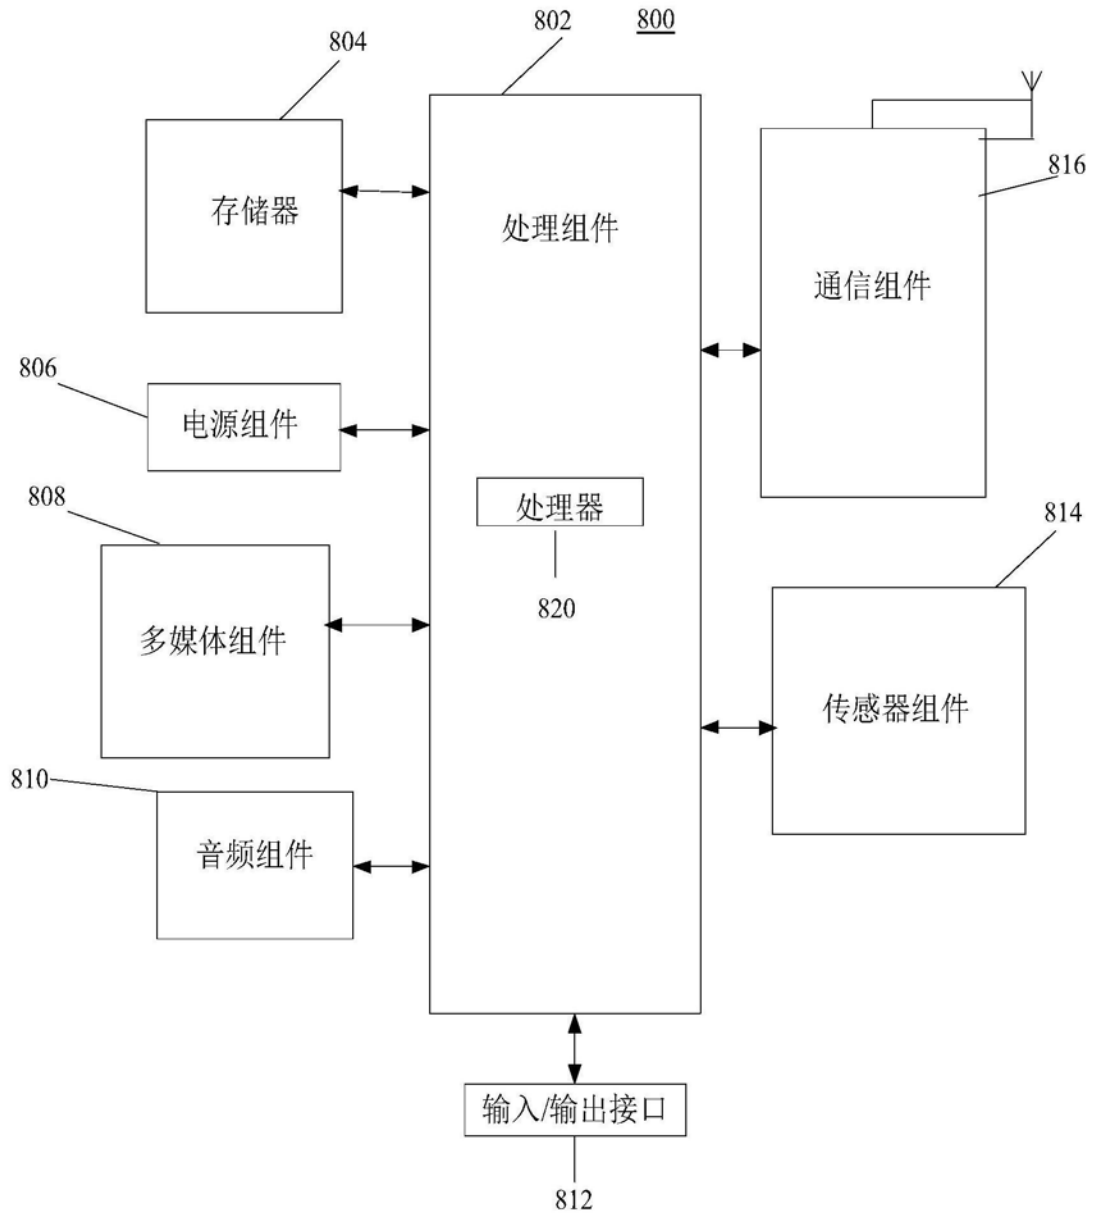 800
802
804
存储器
处理组件
816
通信组件
806
电源组件
808
处理器
814
820
多媒体组件
传感器组件
810
音频组件
输入/输出接口
812